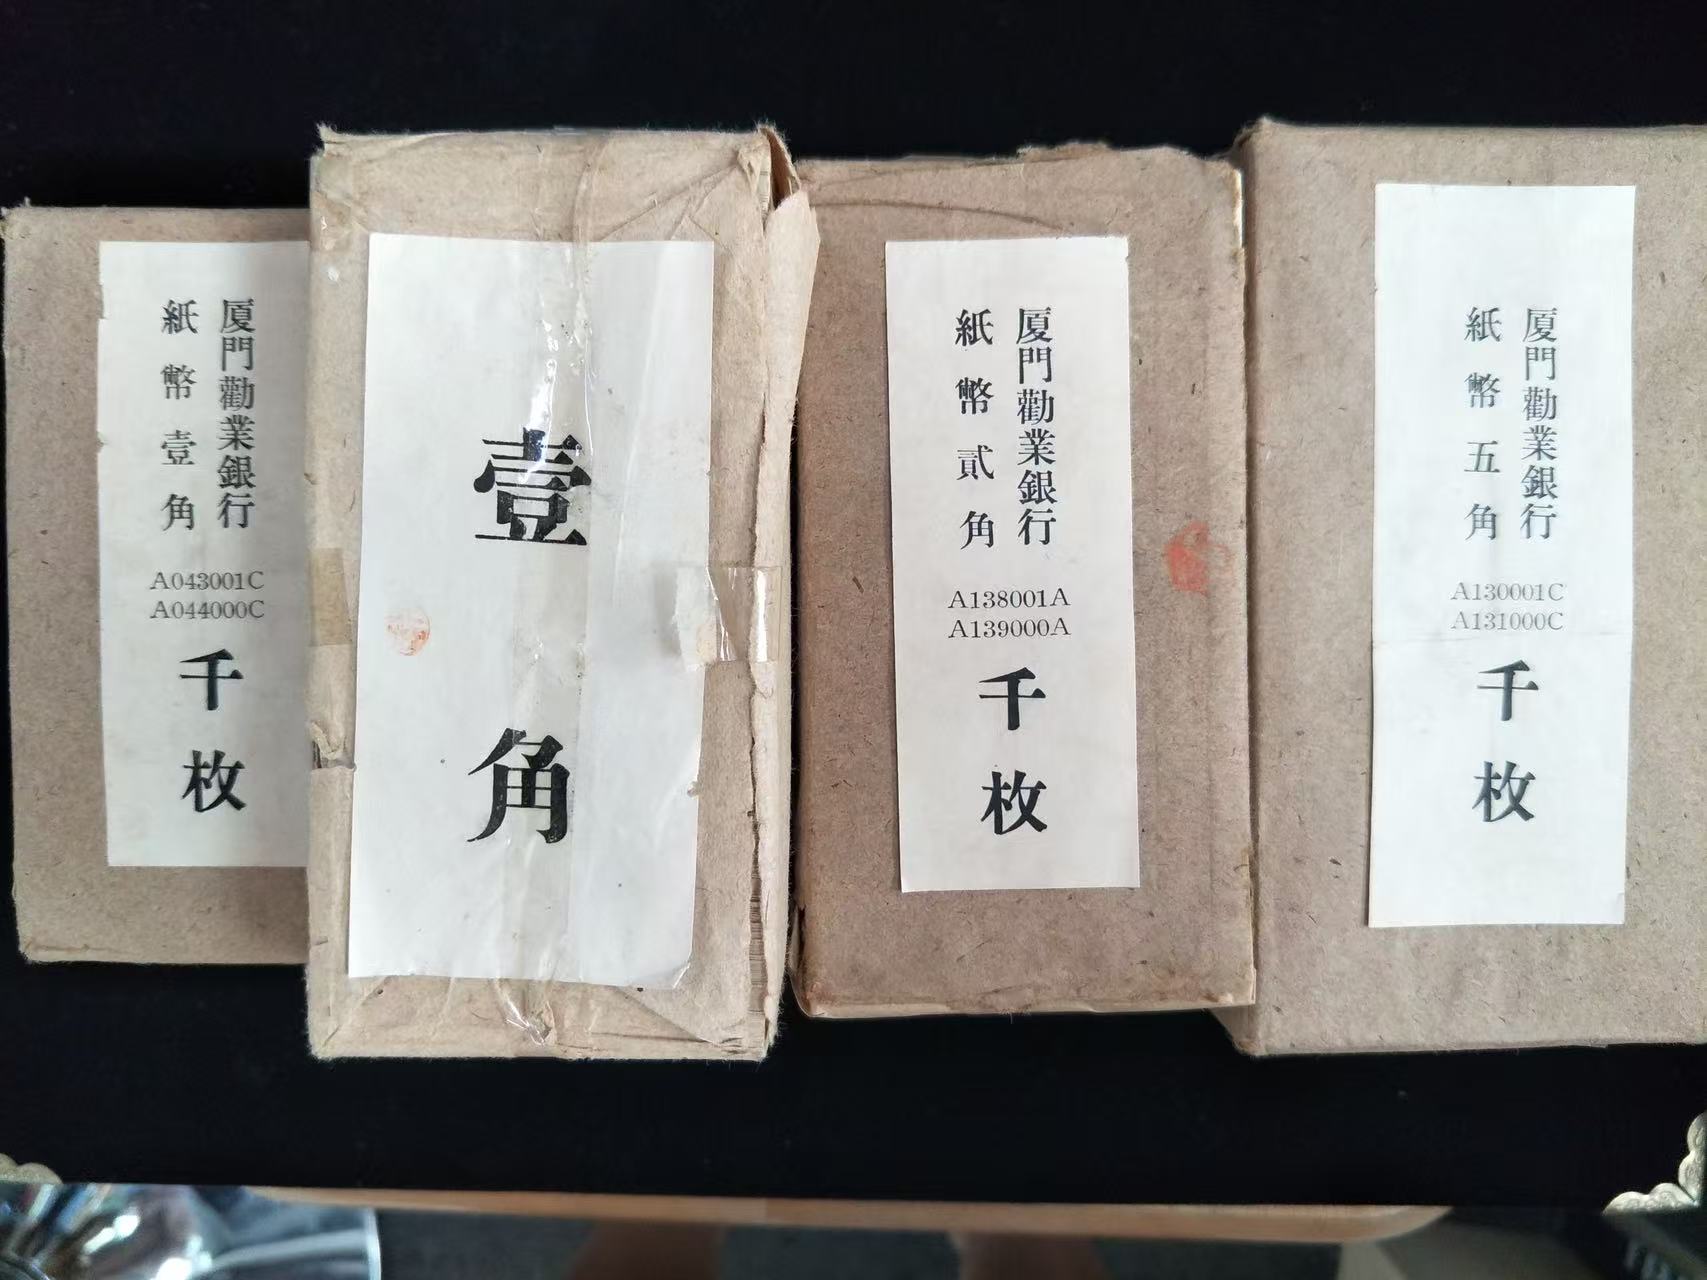 厦門勸業銀行
紙幣壹角
A043001C
A044000C
千枚
壹角
厦門勸業銀行
紙幣貳角
A138001A
A139000A
千枚
厦門勸業銀行
紙幣五角
A130001C
A131000C
千枚